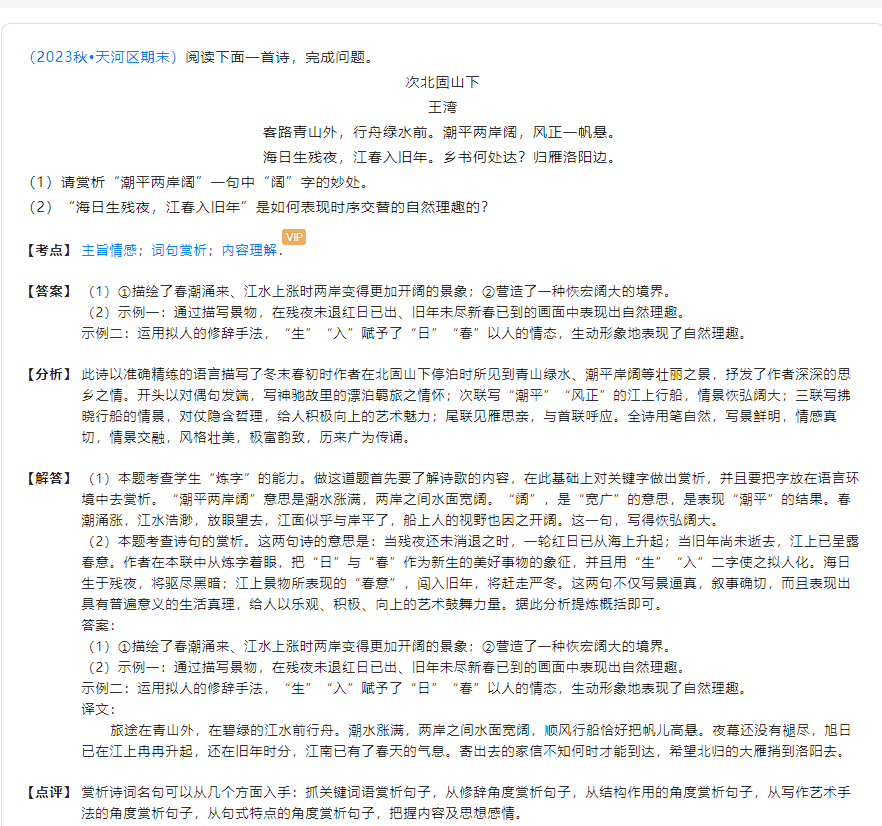 （2023秋•天河区期末）阅读下面一首诗，完成问题。
次北固山下
王湾
客路青山外，行舟绿水前。潮平两岸阔，风正一帆悬。
海日生残夜，江春入旧年。乡书何处达？归雁洛阳边。
（1）请赏析“潮平两岸阔”一句中“阔”字的妙处。
（2）“海日生残夜，江春入旧年”是如何表现时序交替的自然理趣的？
VIP
【考点】主旨情感；词句赏析；内容理解．
【答案】（1）①描绘了春潮涌来、江水上涨时两岸变得更加开阔的景象；②营造了一种恢宏阔大的境界。
（2）示例一：通过描写景物，在残夜未退红日已出、旧年未尽新春已到的画面中表现出自然理趣。
示例二：运用拟人的修辞手法，“生”“入”赋予了“日”“春”以人的情态，生动形象地表现了自然理趣。
【分析】此诗以准确精练的语言描写了冬末春初时作者在北固山下停泊时所见到青山绿水、潮平岸阔等壮丽之景，抒发了作者深深的思
乡之情。开头以对偶句发端，写神驰故里的漂泊羁旅之情怀；次联写“潮平”“风正”的江上行船，情景恢弘阔大；三联写拂
晓行船的情景，对仗隐含哲理，给人积极向上的艺术魅力；尾联见雁思亲，与首联呼应。全诗用笔自然，写景鲜明，情感真
切，情景交融，风格壮美，极富韵致，历来广为传诵。
【解答】（1）本题考查学生“炼字”的能力。做这道题首先要了解诗歌的内容，在此基础上对关键字做出赏析，并且要把字放在语言环
境中去赏析。“潮平两岸阔”意思是潮水涨满，两岸之间水面宽阔。“阔”，是“宽广”的意思，是表现“潮平”的结果。春
潮涌涨，江水浩渺，放眼望去，江面似乎与岸平了，船上人的视野也因之开阔。这一句，写得恢弘阔大。
（2）本题考查诗句的赏析。这两句诗的意思是：当残夜还未消退之时，一轮红日已从海上升起；当旧年尚未逝去，江上已呈露
春意。作者在本联中从炼字着眼，把“日”与“春”作为新生的美好事物的象征，并且用“生”“入”二字使之拟人化。海日
生于残夜，将驱尽黑暗；江上景物所表现的“春意”，闯入旧年，将赶走严冬。这两句不仅写景逼真，叙事确切，而且表现出
具有普遍意义的生活真理，给人以乐观、积极、向上的艺术鼓舞力量。据此分析提炼概括即可。
答案：
（1）①描绘了春潮涌来、江水上涨时两岸变得更加开阔的景象；②营造了一种恢宏阔大的境界。
（2）示例一：通过描写景物，在残夜未退红日已出、旧年未尽新春已到的画面中表现出自然理趣。
示例二：运用拟人的修辞手法，“生”“入”赋予了“日”“春”以人的情态，生动形象地表现了自然理趣。
译文：
旅途在青山外，在碧绿的江水前行舟。潮水涨满，两岸之间水面宽阔，顺风行船恰好把帆儿高悬。夜幕还没有褪尽，旭日
已在江上冉冉升起，还在旧年时分，江南已有了春天的气息。寄出去的家信不知何时才能到达，希望北归的大雁捎到洛阳去。
【点评】赏析诗词名句可以从几个方面入手：抓关键词语赏析句子，从修辞角度赏析句子，从结构作用的角度赏析句子，从写作艺术手
法的角度赏析句子，从句式特点的角度赏析句子，把握内容及思想感情。